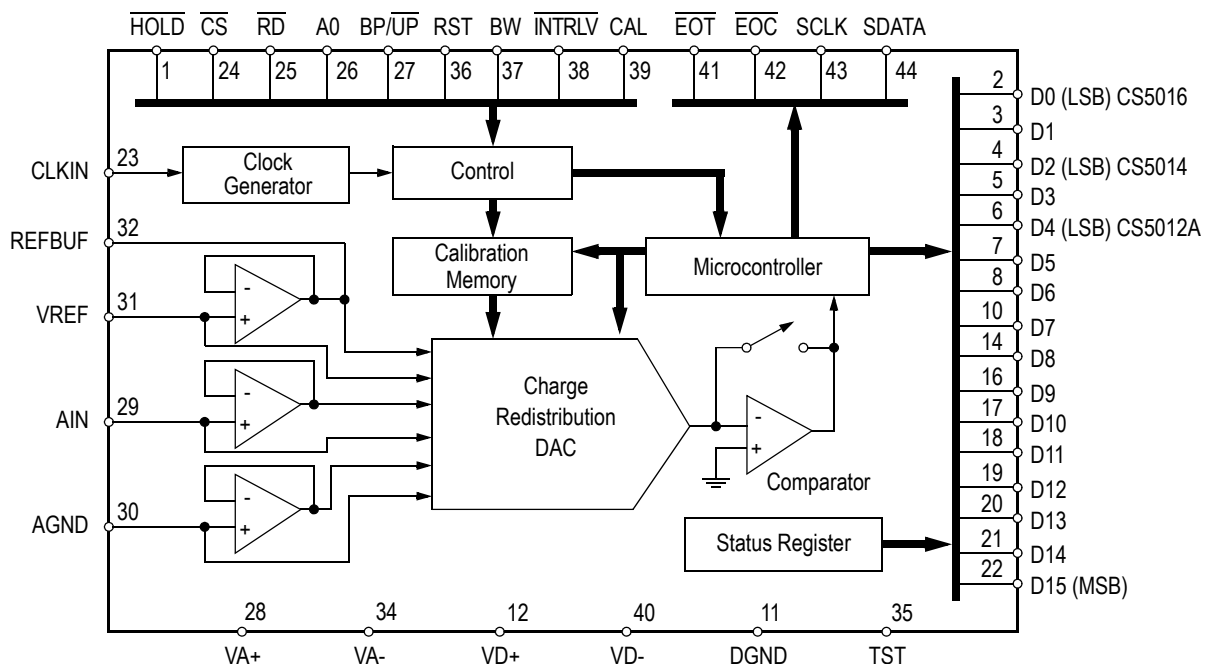 HOLD CS RD A0 BP/UP RST BW INTRLV CAL EOT EOC SCLK SDATA
1 24 25 26 27 36 37 38 39 41 42 43 44
2 D0 (LSB) CS5016
3 D1
4 D2 (LSB) CS5014
5 D3
6 D4 (LSB) CS5012A
7 D5
8 D6
10 D7
14 D8
16 D9
17 D10
18 D11
19 D12
20 D13
21 D14
22 D15 (MSB)
CLKIN 23
REFBUF 32
VREF 31
AIN 29
AGND 30
Clock
Generator
Control
Calibration
Memory
Microcontroller
-
+
-
+
-
+
Charge
Redistribution
DAC
-
+
Comparator
Status Register
28 34 12 40 11 35
VA+ VA- VD+ VD- DGND TST